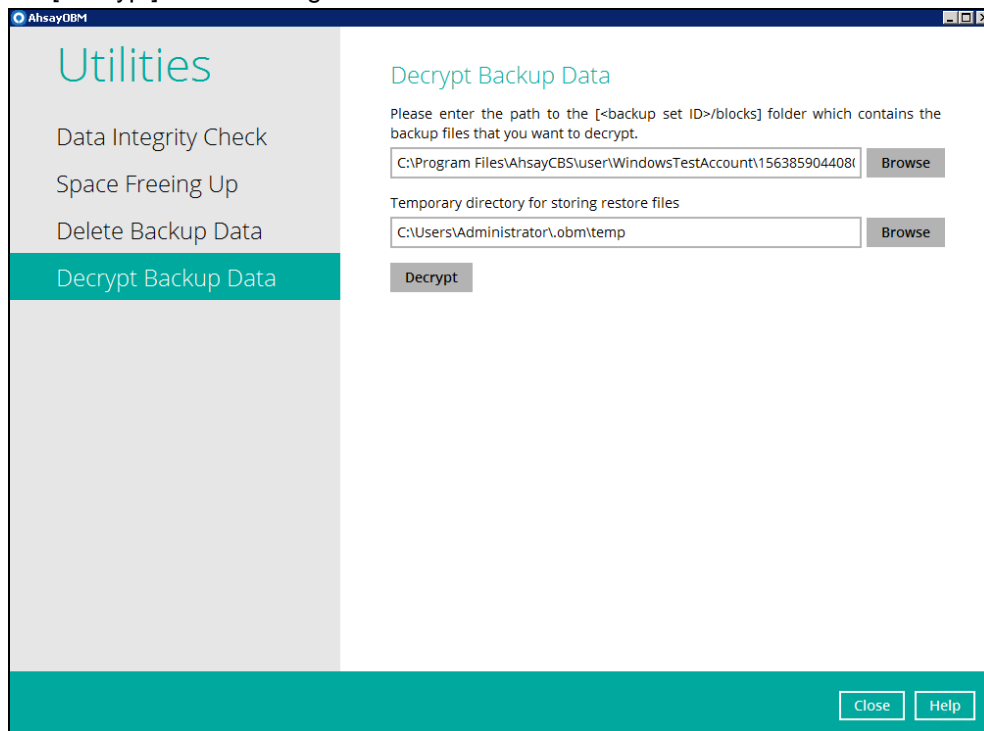 AhsayOBM
Utilities
Data Integrity Check
Space Freeing Up
Delete Backup Data
Decrypt Backup Data
Decrypt Backup Data
Please enter the path to the [<backup set ID>/blocks] folder which contains the
backup files that you want to decrypt.
C:\Program Files\AhsayCBS\user\WindowsTestAccount\1563859044080 Browse
Temporary directory for storing restore files
C:\Users\Administrator\.obm\temp Browse
Decrypt
Close Help